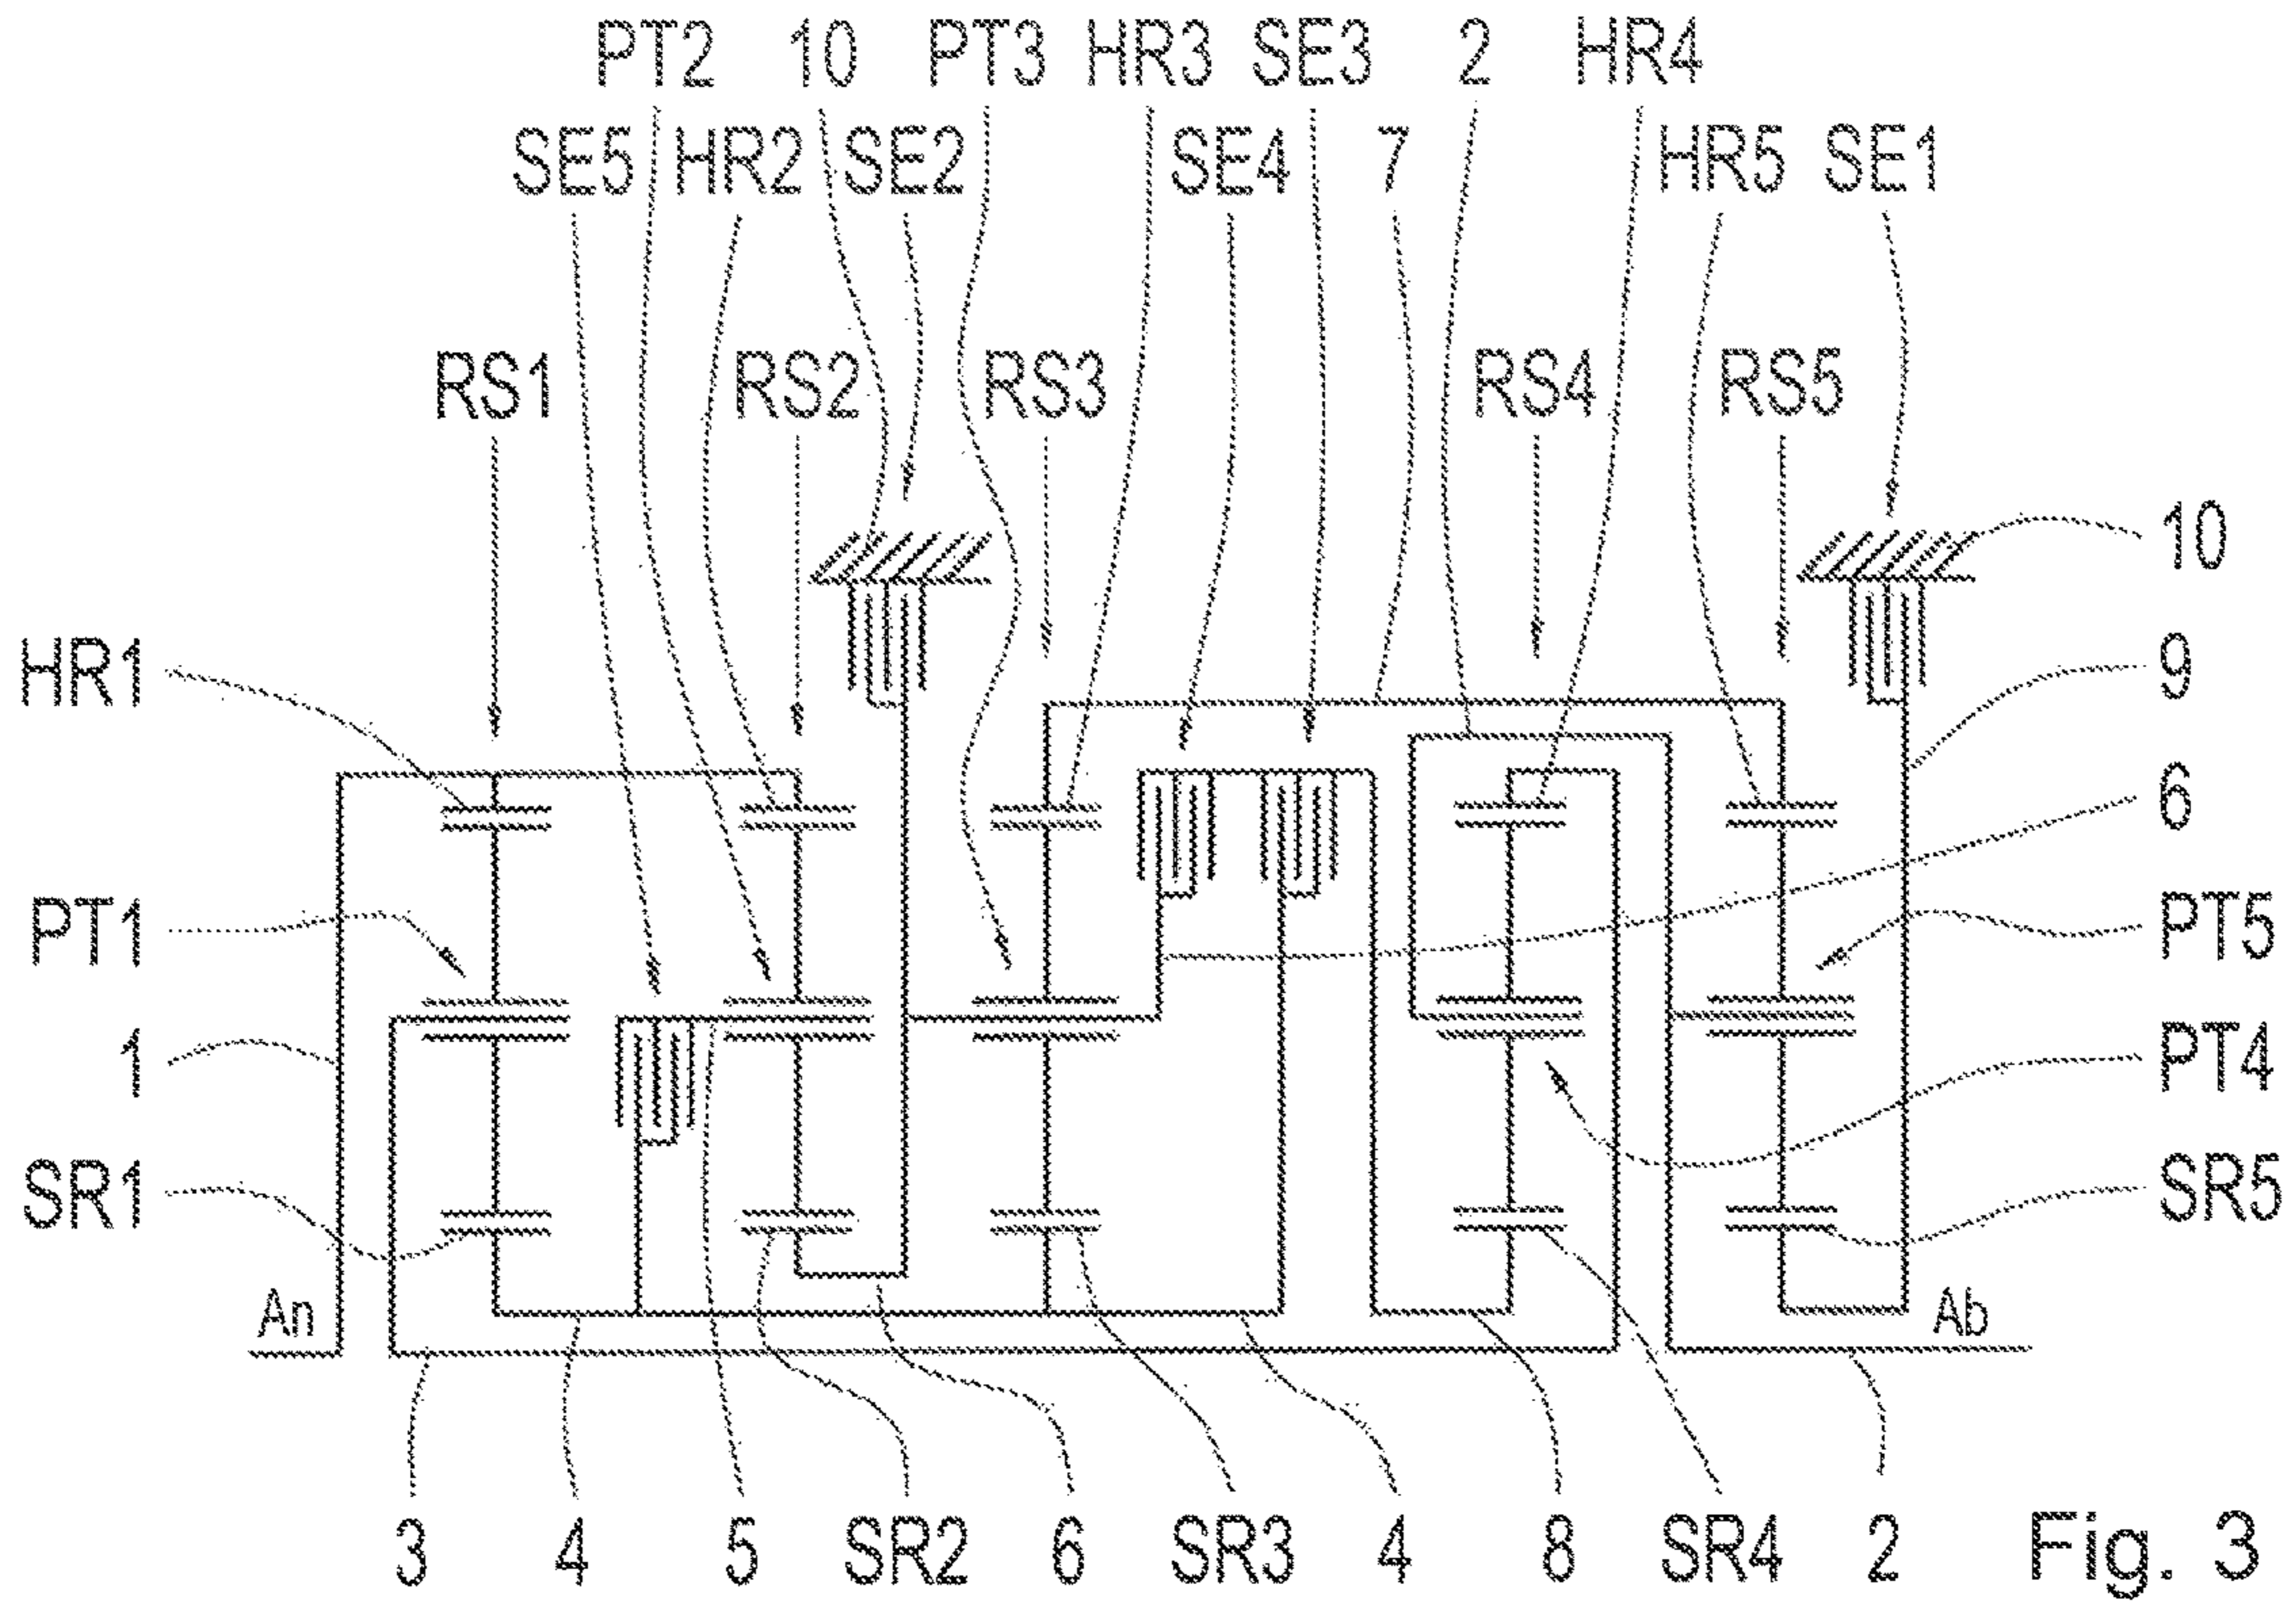 PT2 10 PT3 HR3 SE3 2 HR4
SE5 HR2 SE2 SE4 7 HR5 SE1
RS1 RS2 RS3 RS4 RS5
10
HR1 9
6
PT1 PT5
1 PT4
SR1 SR5
An Ab
3 4 5 SR2 6 SR3 4 8 SR4 2 Fig. 3